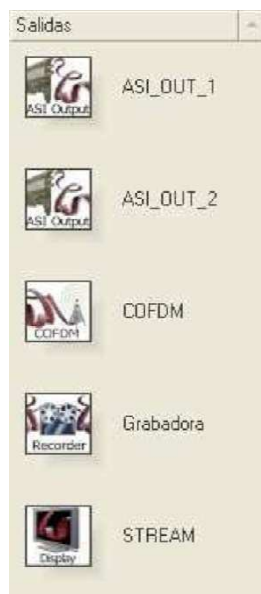 Salidas
ASI Output
ASI_OUT_1
ASI Output
ASI_OUT_2
COFDM
COFDM
Recorder
Grabadora
Display
STREAM